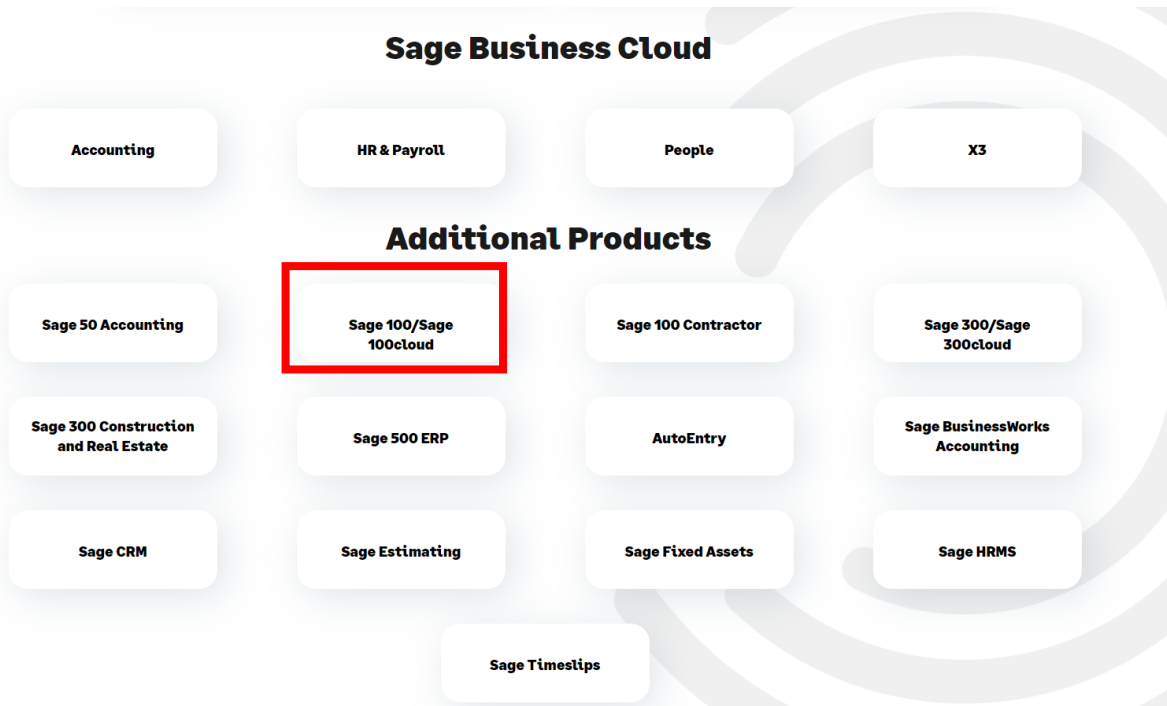 Sage Business Cloud
Accounting
HR & Payroll
People
X3
Additional Products
Sage 50 Accounting
Sage 100/Sage
100cloud
Sage 100 Contractor
Sage 300/Sage
300cloud
Sage 300 Construction
and Real Estate
Sage 500 ERP
AutoEntry
Sage BusinessWorks
Accounting
Sage CRM
Sage Estimating
Sage Fixed Assets
Sage HRMS
Sage Timeslips